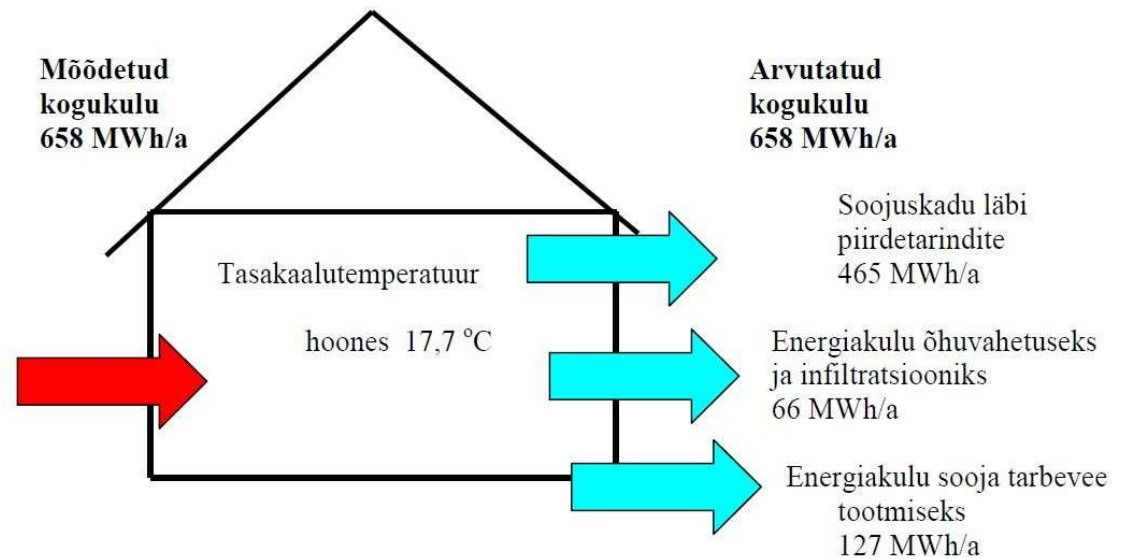 Mõõdetud
kogukulu
658 MWh/a
Arvutatud
kogukulu
658 MWh/a
Soojuskadu läbi
piirdetarindite
465 MWh/a
Tasakaalutemperatuur
hoones 17,7 °C
Energiakulu õhuvahetuseks
ja infiltratsiooniks
66 MWh/a
Energiakulu sooja tarbevee
tootmiseks
127 MWh/a